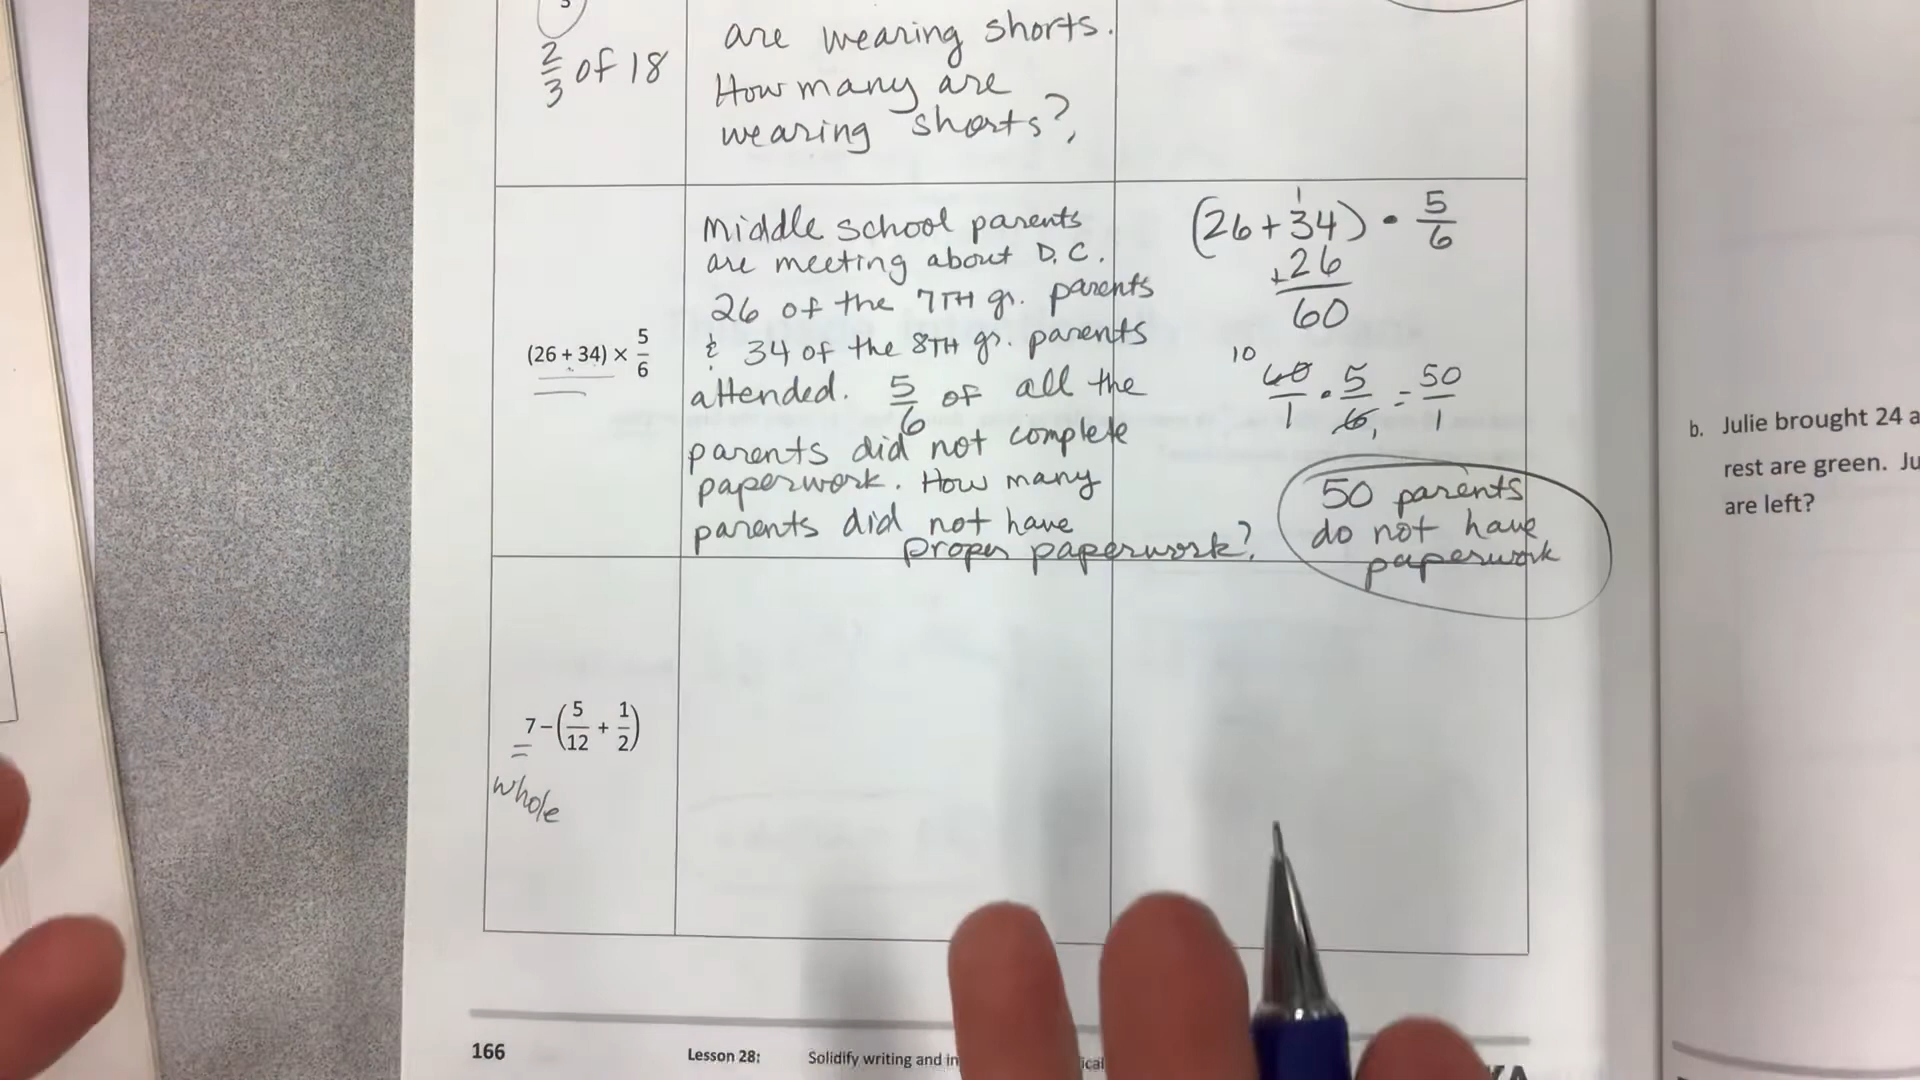 2/3 of 18
are wearing shorts.
How many are
wearing shorts?
(26 + 34) × 5/6
Middle school parents
are meeting about D.C.
26 of the 7TH gr. parents
& 34 of the 8TH gr. parents
attended. 5/6 of all the
parents did not complete
paperwork. How many
parents did not have
proper paperwork?
1
(26 + 34) • 5/6
+26
60
10
60/1 • 5/6 = 50/1
1
50 parents
do not have
paperwork
7 − (5/12 + 1/2)
whole
166 Lesson 28: Solidify writing and
b. Julie brought 24
rest are green.
are left?